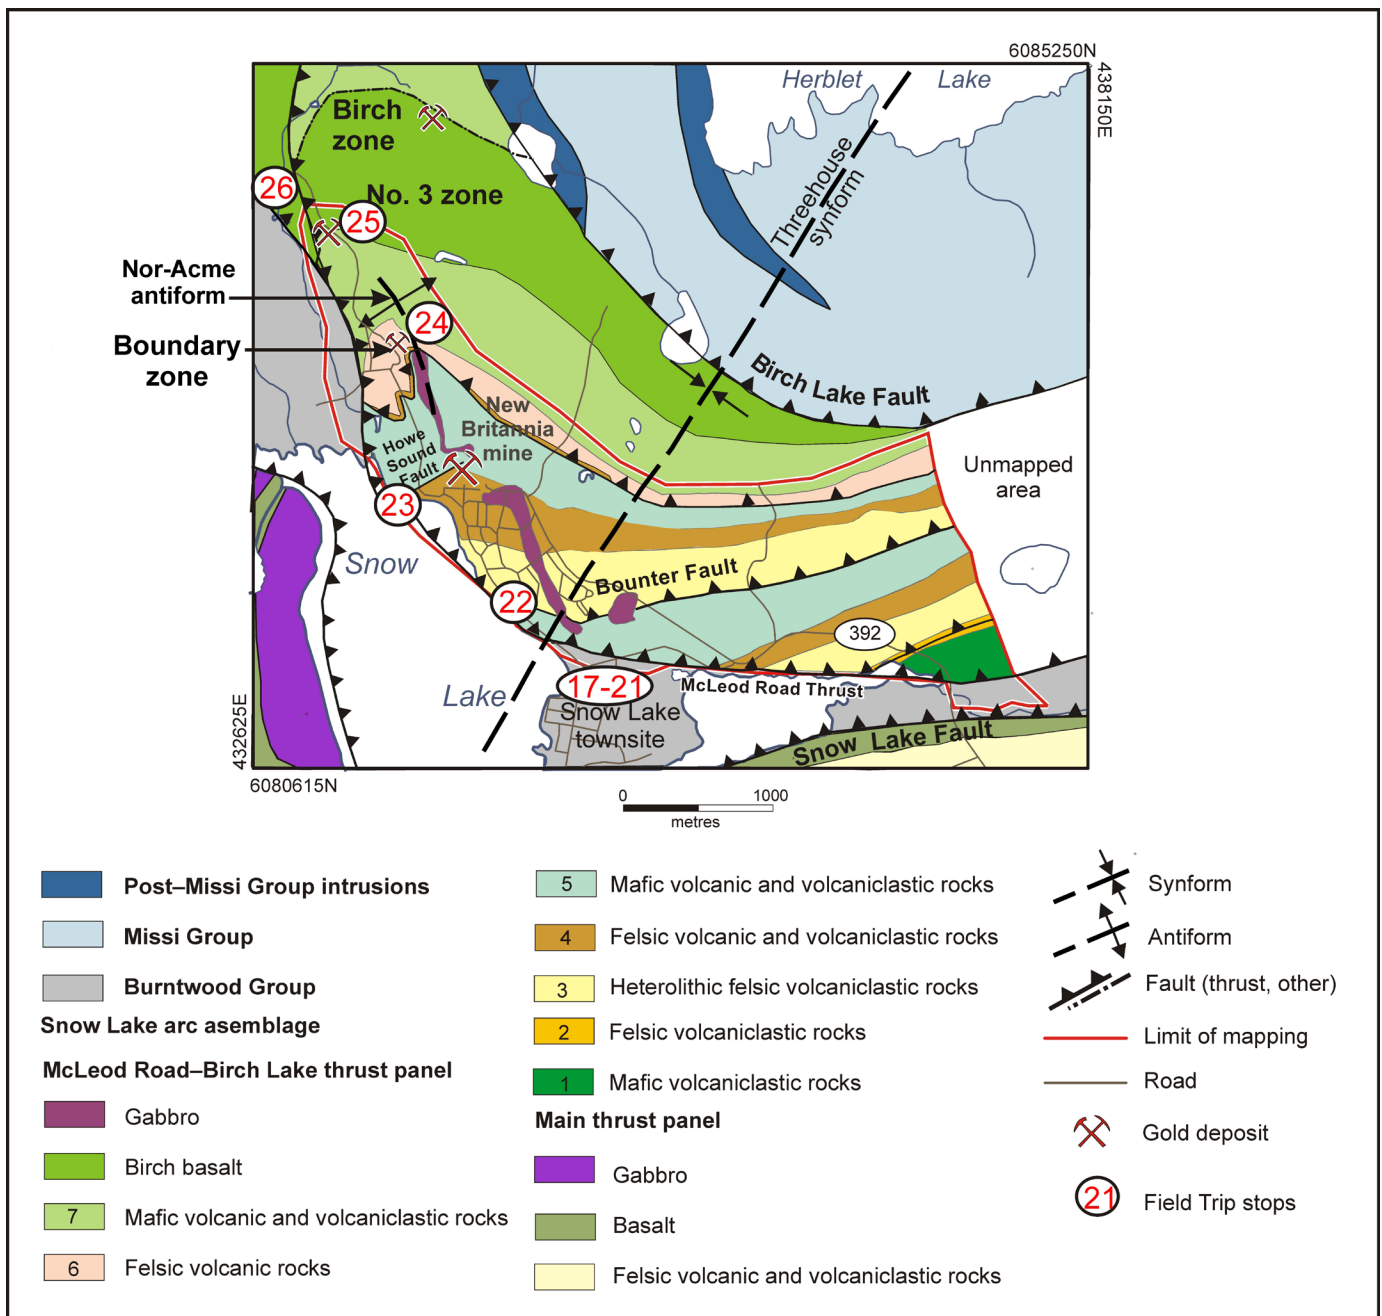 6085250N
438150E
Herblet Lake
Birch
zone
Threehouse
synform
26
No. 3 zone
25
Nor-Acme
antiform
24
Boundary
zone
Birch Lake Fault
New
Britannia
mine
Howe
Sound
Fault
Unmapped
area
23
Snow
Bounter Fault
22
392
17-21
McLeod Road Thrust
Lake
Snow Lake
townsite
Snow Lake Fault
432625E
6080615N
0 1000
metres
Post–Missi Group intrusions
Missi Group
Burntwood Group
Snow Lake arc asemblage
McLeod Road–Birch Lake thrust panel
Gabbro
Birch basalt
7 Mafic volcanic and volcaniclastic rocks
6 Felsic volcanic rocks
5 Mafic volcanic and volcaniclastic rocks
4 Felsic volcanic and volcaniclastic rocks
3 Heterolithic felsic volcaniclastic rocks
2 Felsic volcaniclastic rocks
1 Mafic volcaniclastic rocks
Main thrust panel
Gabbro
Basalt
Felsic volcanic and volcaniclastic rocks
Synform
Antiform
Fault (thrust, other)
Limit of mapping
Road
Gold deposit
21 Field Trip stops